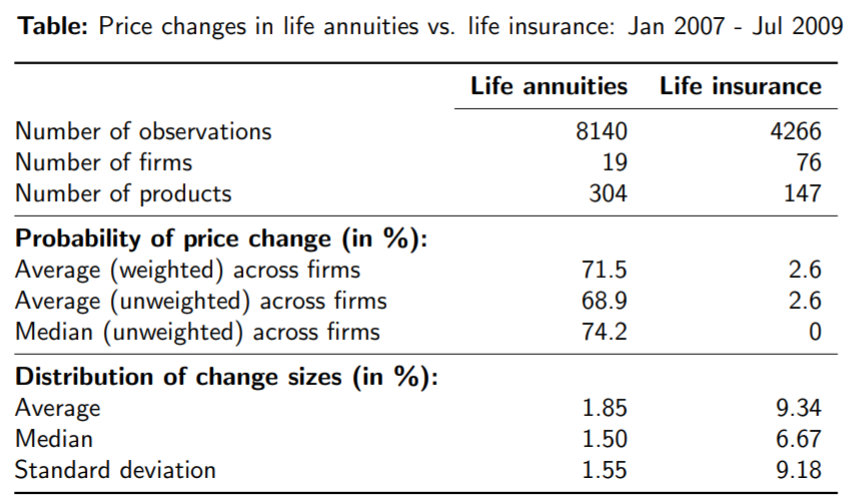 Table: Price changes in life annuities vs. life insurance: Jan 2007 - Jul 2009
Life annuities Life insurance
Number of observations 8140 4266
Number of firms 19 76
Number of products 304 147
Probability of price change (in %):
Average (weighted) across firms 71.5 2.6
Average (unweighted) across firms 68.9 2.6
Median (unweighted) across firms 74.2 0
Distribution of change sizes (in %):
Average 1.85 9.34
Median 1.50 6.67
Standard deviation 1.55 9.18